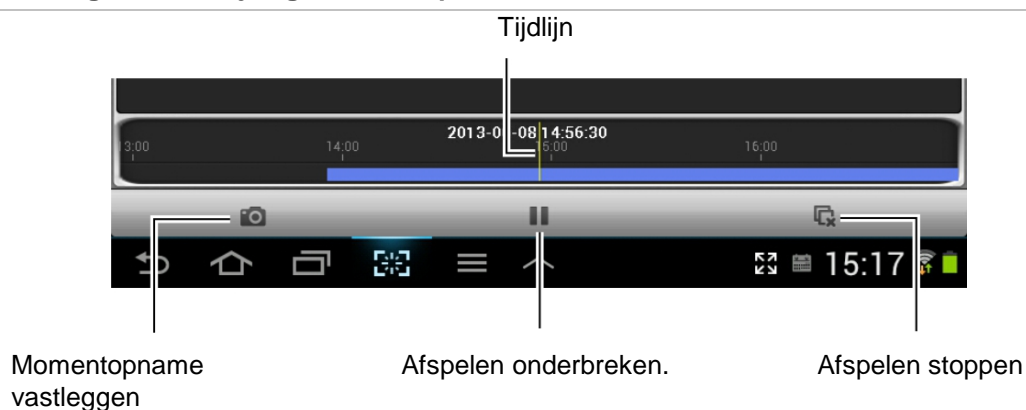 Tijdlijn
2013-0 -08 14:56:30
3:00 14:00 15:00 16:00
15:17
Momentopname
vastleggen
Afspelen onderbreken.
Afspelen stoppen